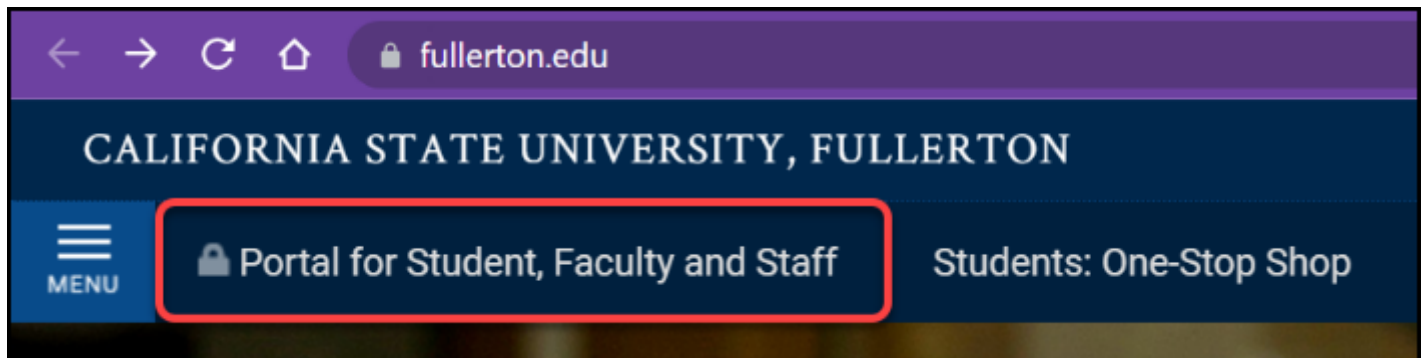 fullerton.edu
CALIFORNIA STATE UNIVERSITY, FULLERTON
MENU
Portal for Student, Faculty and Staff
Students: One-Stop Shop